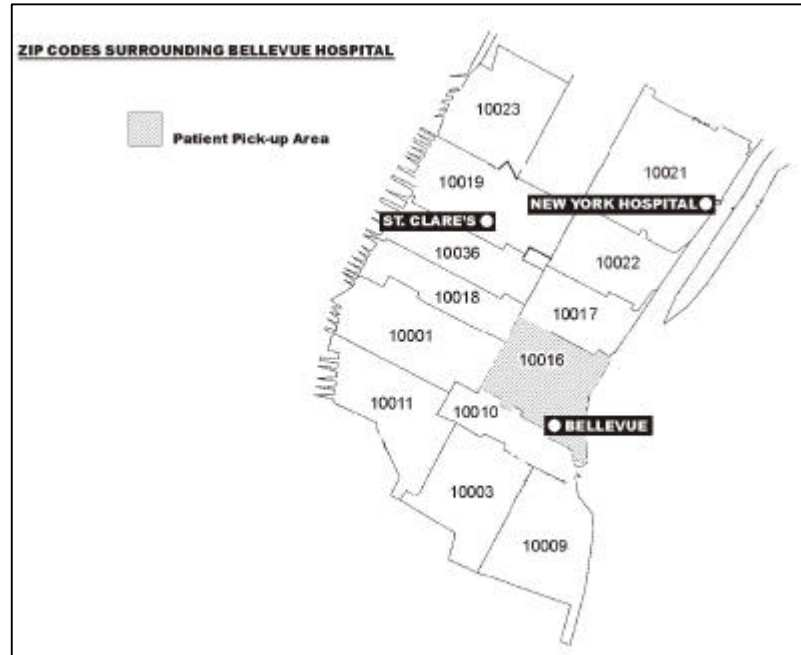 ZIP CODES SURROUNDING BELLEVUE HOSPITAL
Patient Pick-up Area
10023
10021
10019
NEW YORK HOSPITAL
ST. CLARE'S
10036
10022
10018
10017
10001
10016
10011
10010
BELLEVUE
10003
10009